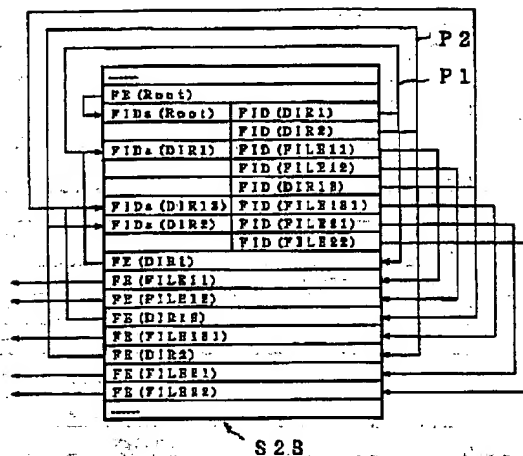 P 2
P 1
-----
FE (Root)
FIDs (Root) FID (DIR1)
FID (DIR2)
FIDs (DIR1) FID (FILE11)
FID (FILE12)
FID (DIR13)
FIDs (DIR13) FID (FILE131)
FIDs (DIR2) FID (FILE21)
FID (FILE22)
FE (DIR1)
FE (FILE11)
FE (FILE12)
FE (DIR13)
FE (FILE131)
FE (DIR2)
FE (FILE21)
FE (FILE22)
-----
S 2 B